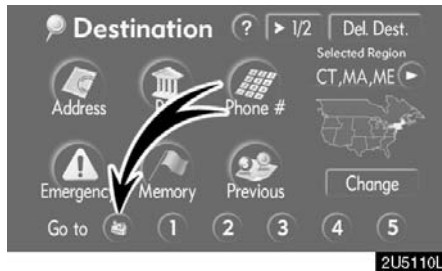 Destination ? 1/2 Del. Dest.
Selected Region
CT,MA,ME
Address Phone #
Emergency Memory Previous
Change
Go to 1 2 3 4 5
2U5110L